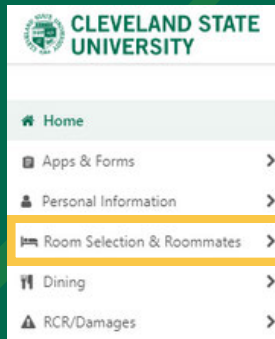 CLEVELAND STATE
UNIVERSITY
Home
Apps & Forms
Personal Information
Room Selection & Roommates
Dining
RCR/Damages